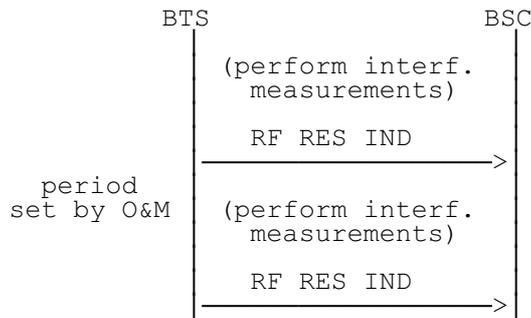 BTS BSC
(perform interf.
measurements)
RF RES IND
period
set by O&M (perform interf.
measurements)
RF RES IND